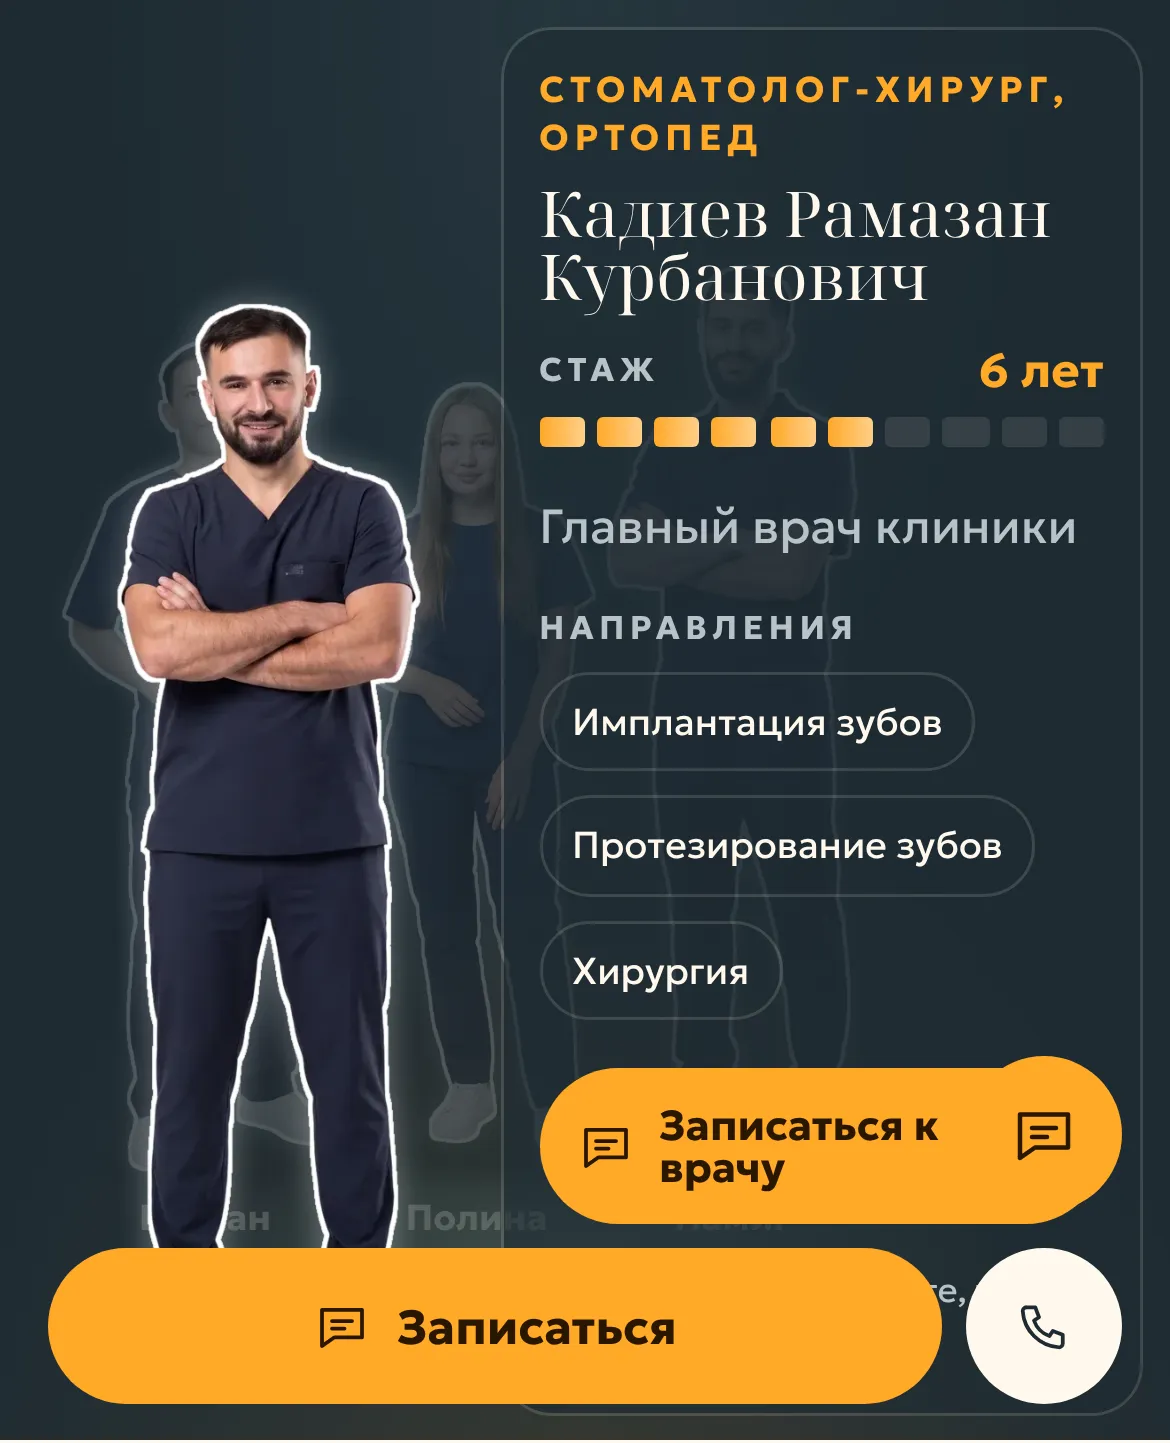 СТОМАТОЛОГ-ХИРУРГ,
ОРТОПЕД
Кадиев Рамазан
Курбанович
СТАЖ
6 лет
Главный врач клиники
НАПРАВЛЕНИЯ
Имплантация зубов
Протезирование зубов
Хирургия
Записаться к
врачу
Полина
Записаться